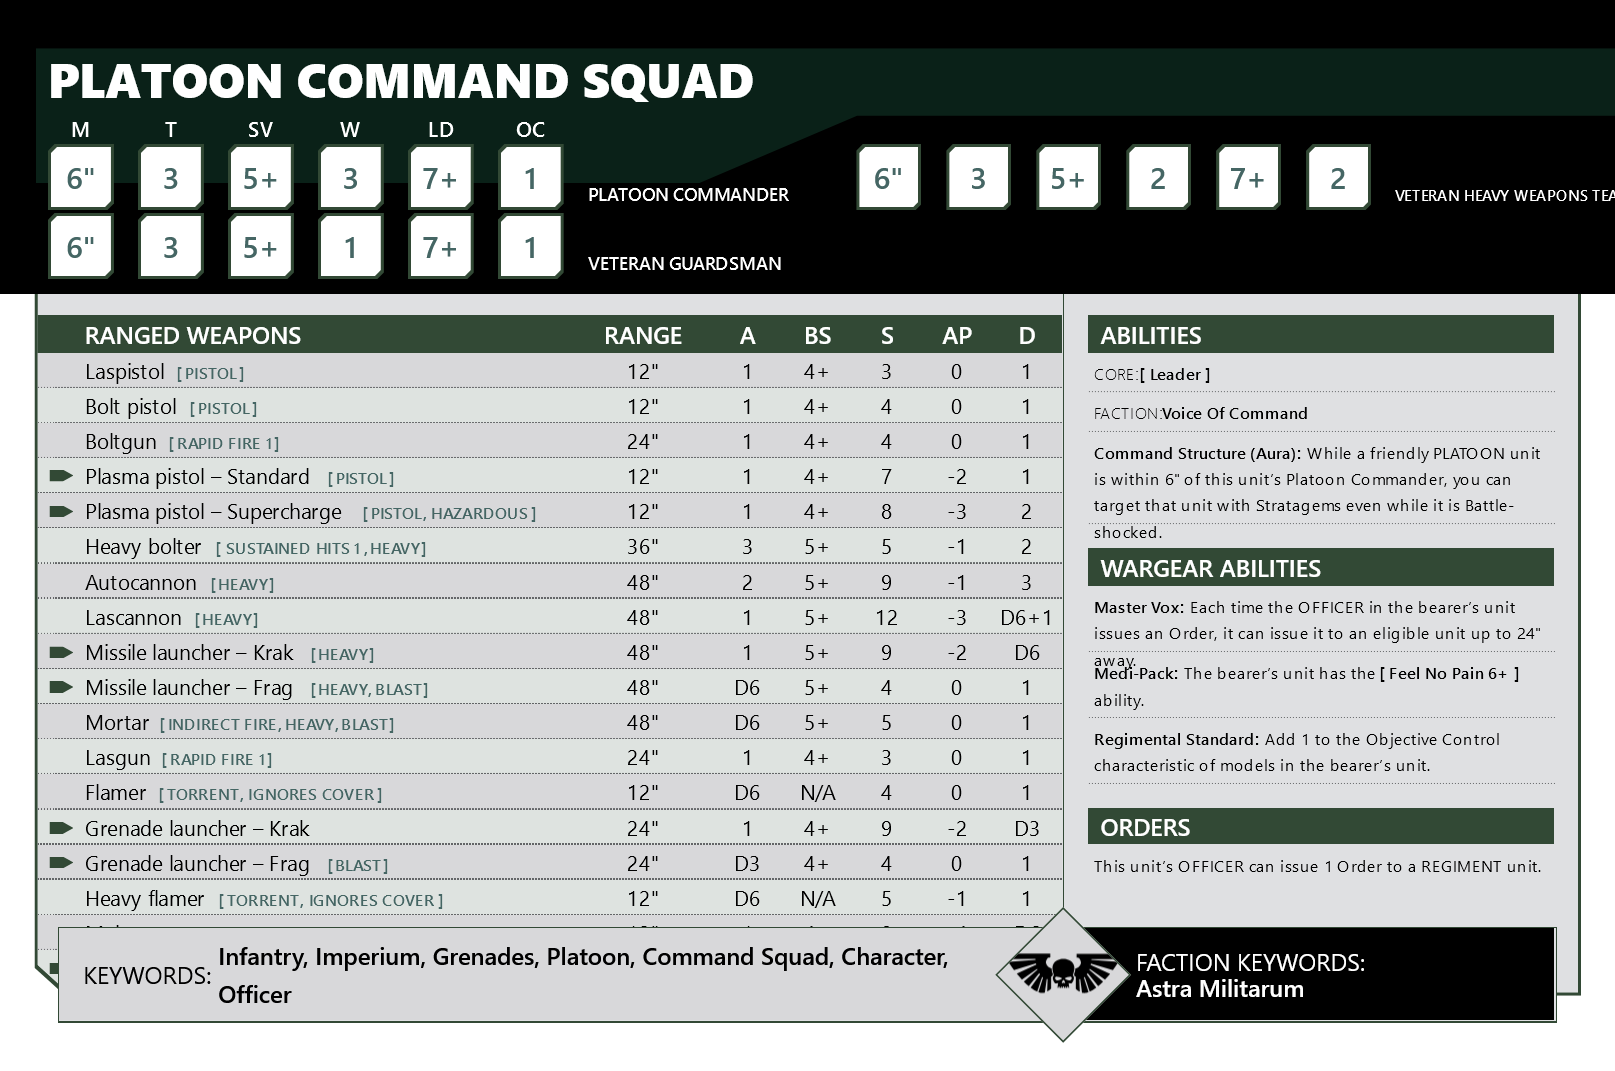 PLATOON COMMAND SQUAD
M T SV W LD OC
6" 3 5+ 3 7+ 1 PLATOON COMMANDER
6" 3 5+ 1 7+ 1 VETERAN GUARDSMAN
6" 3 5+ 2 7+ 2 VETERAN HEAVY WEAPONS TEA
RANGED WEAPONS RANGE A BS S AP D
Laspistol [PISTOL] 12" 1 4+ 3 0 1
Bolt pistol [PISTOL] 12" 1 4+ 4 0 1
Boltgun [RAPID FIRE 1] 24" 1 4+ 4 0 1
Plasma pistol – Standard [PISTOL] 12" 1 4+ 7 -2 1
Plasma pistol – Supercharge [PISTOL, HAZARDOUS] 12" 1 4+ 8 -3 2
Heavy bolter [SUSTAINED HITS 1, HEAVY] 36" 3 5+ 5 -1 2
Autocannon [HEAVY] 48" 2 5+ 9 -1 3
Lascannon [HEAVY] 48" 1 5+ 12 -3 D6+1
Missile launcher – Krak [HEAVY] 48" 1 5+ 9 -2 D6
Missile launcher – Frag [HEAVY, BLAST] 48" D6 5+ 4 0 1
Mortar [INDIRECT FIRE, HEAVY, BLAST] 48" D6 5+ 5 0 1
Lasgun [RAPID FIRE 1] 24" 1 4+ 3 0 1
Flamer [TORRENT, IGNORES COVER] 12" D6 N/A 4 0 1
Grenade launcher – Krak 24" 1 4+ 9 -2 D3
Grenade launcher – Frag [BLAST] 24" D3 4+ 4 0 1
Heavy flamer [TORRENT, IGNORES COVER] 12" D6 N/A 5 -1 1
ABILITIES
CORE:[ Leader ]
FACTION:Voice Of Command
Command Structure (Aura): While a friendly PLATOON unit
is within 6" of this unit's Platoon Commander, you can
target that unit with Stratagems even while it is Battle-
shocked.
WARGEAR ABILITIES
Master Vox: Each time the OFFICER in the bearer's unit
issues an Order, it can issue it to an eligible unit up to 24"
away.
Medi-Pack: The bearer's unit has the [ Feel No Pain 6+ ]
ability.
Regimental Standard: Add 1 to the Objective Control
characteristic of models in the bearer's unit.
ORDERS
This unit's OFFICER can issue 1 Order to a REGIMENT unit.
KEYWORDS: Infantry, Imperium, Grenades, Platoon, Command Squad, Character,
Officer
FACTION KEYWORDS:
Astra Militarum